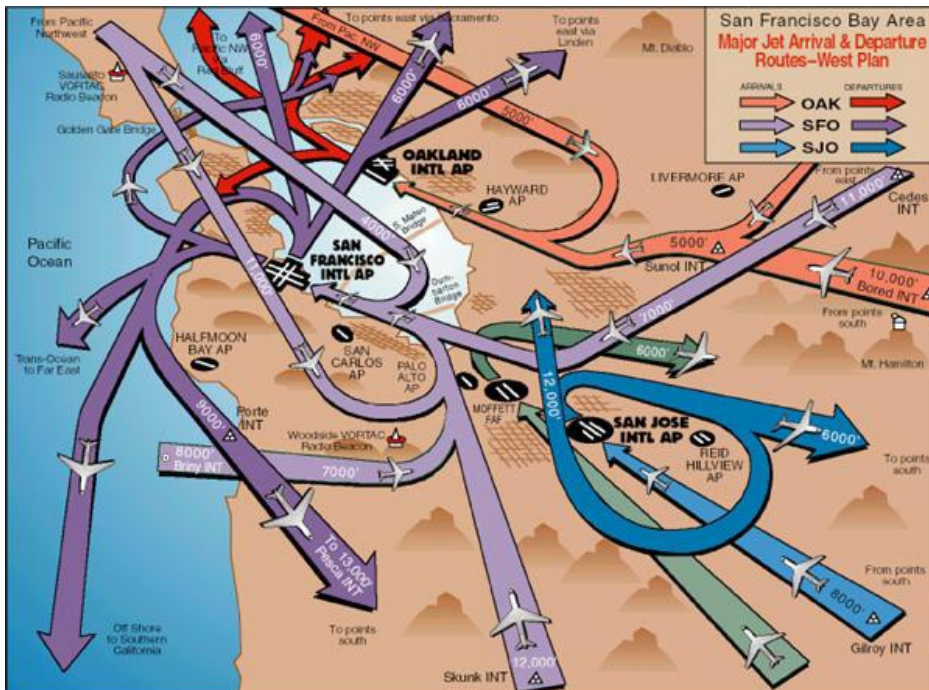 San Francisco Bay Area
Major Jet Arrival & Departure
Routes–West Plan
ARRIVALS
DEPARTURES
OAK
SFO
SJO
From Pacific
Northwest
To
Pacific NW
via
Red Bluff
6000'
From Pac. NW
To points east via Sacramento
To points
east via
Linden
Mt. Diablo
Sausalito
VORTAC
Radio Beacon
6000'
6000'
5000'
Golden Gate Bridge
OAKLAND
INTL AP
HAYWARD
AP
LIVERMORE AP
From points
east
11,000'
Cedes
INT
Pacific
Ocean
4000'
S. Mateo
Bridge
SAN
FRANCISCO
INTL AP
11,000'
Dum-
barton
Bridge
5000'
Sunol INT
10,000'
Bored INT
7000'
From points
south
Mt. Hamilton
Trans-Ocean
to Far East
HALFMOON
BAY AP
SAN
CARLOS
AP
PALO
ALTO
AP
6000'
12,000'
MOFFETT
FAF
SAN JOSE
INTL AP
REID
HILLVIEW
AP
6000'
To points
south
9000'
Porte
INT
Woodside VORTAC
Radio Beacon
8000'
Briny INT
7000'
To 13,000'
Pesca INT
From points
south
8000'
Gilroy INT
Off Shore
to Southern
California
To points
south
Skunk INT
12,000'